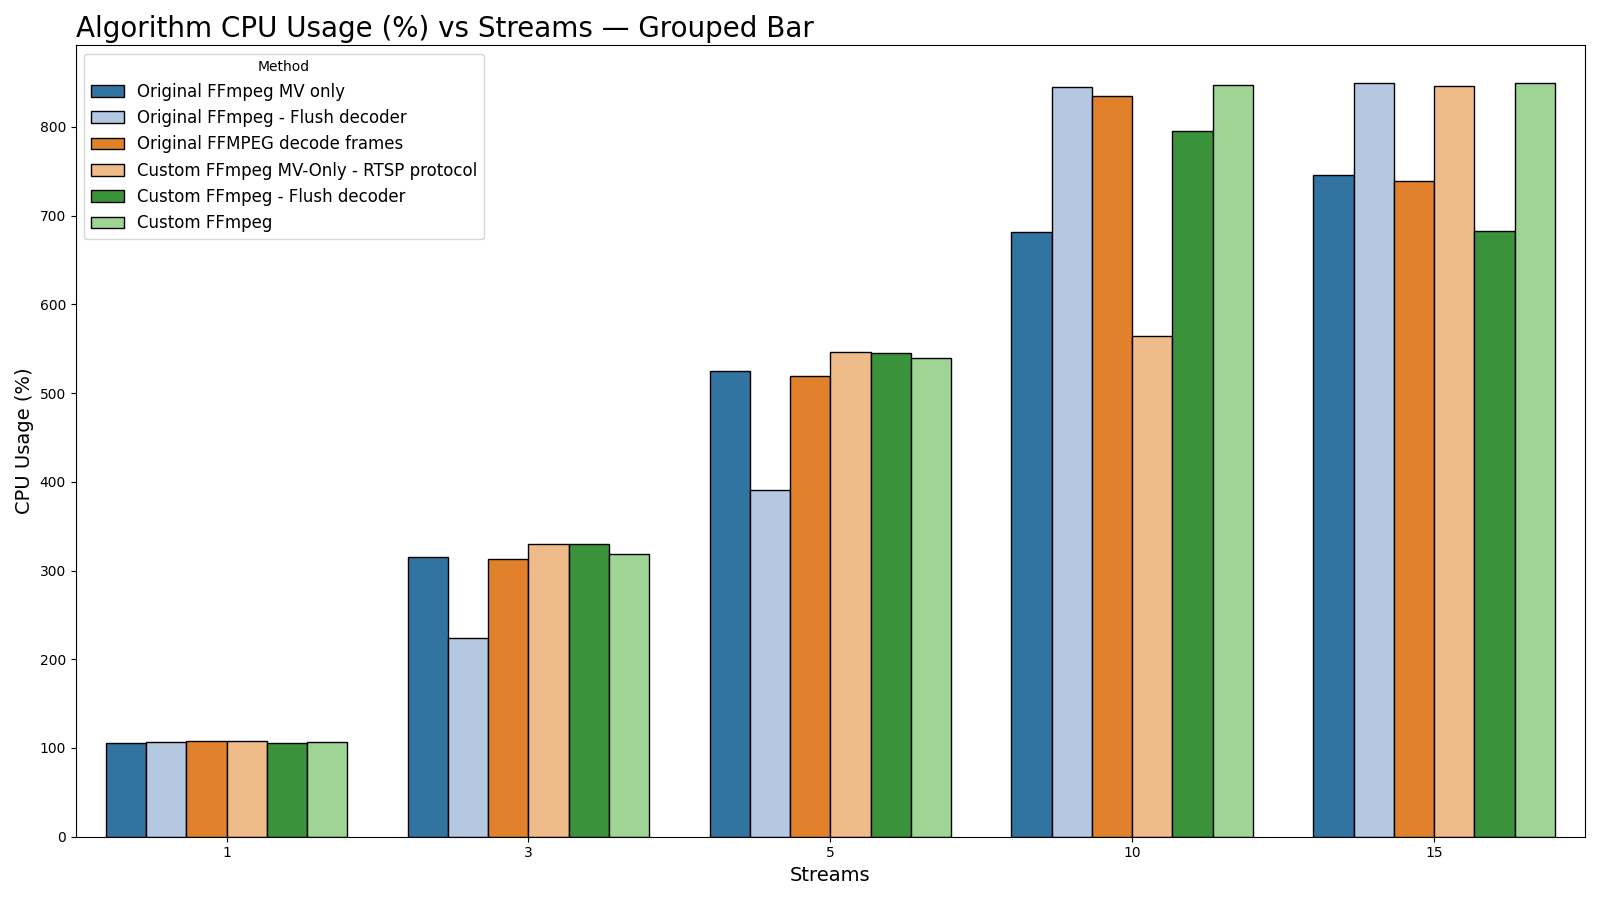 Algorithm CPU Usage (%) vs Streams — Grouped Bar
Method
Original FFmpeg MV only
Original FFmpeg - Flush decoder
Original FFMPEG decode frames
Custom FFmpeg MV-Only - RTSP protocol
Custom FFmpeg - Flush decoder
Custom FFmpeg
CPU Usage (%)
800
700
600
500
400
300
200
100
0
1 3 5 10 15
Streams